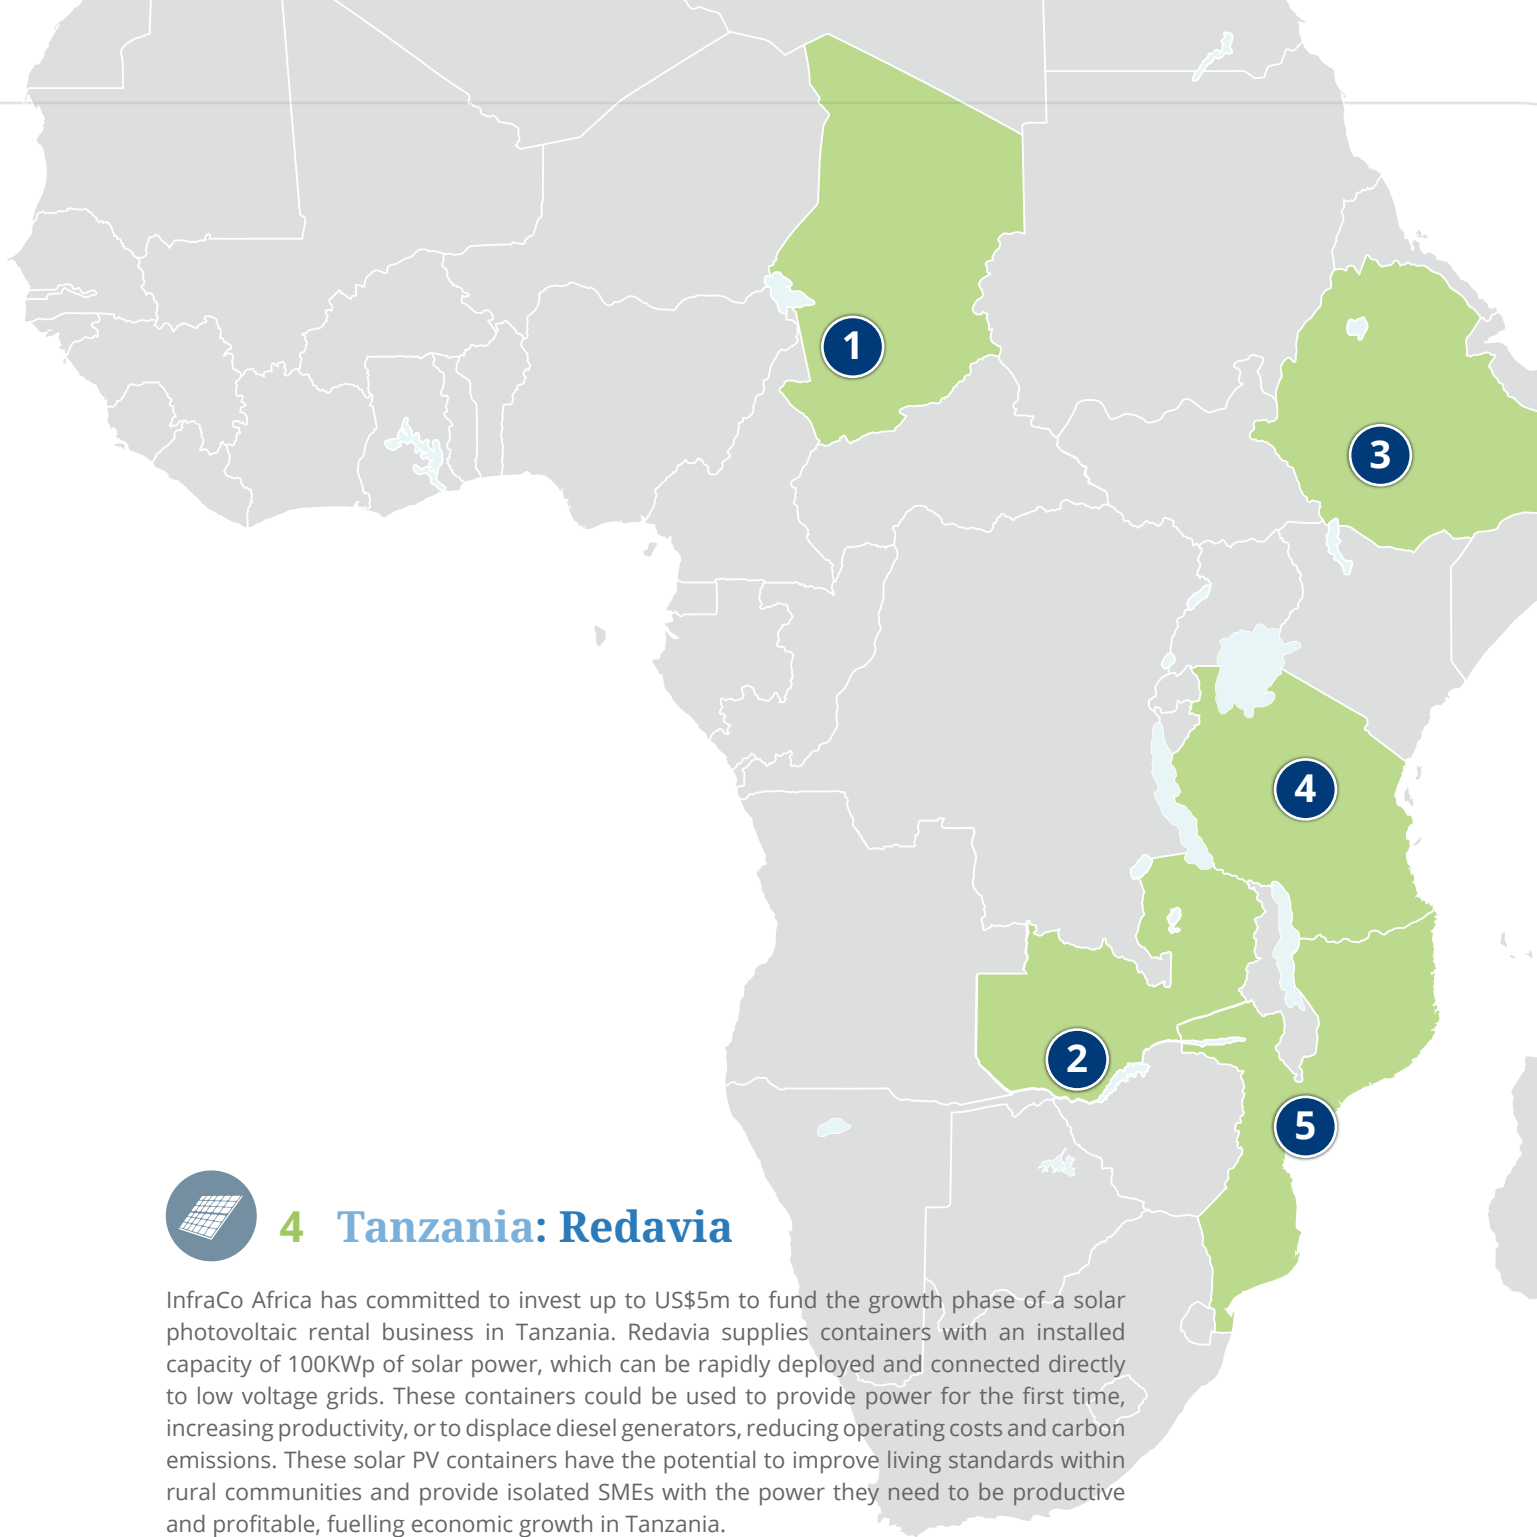 1
3
4
2
5
4 Tanzania: Redavia
InfraCo Africa has committed to invest up to US$5m to fund the growth phase of a solar
photovoltaic rental business in Tanzania. Redavia supplies containers with an installed
capacity of 100KWp of solar power, which can be rapidly deployed and connected directly
to low voltage grids. These containers could be used to provide power for the first time,
increasing productivity, or to displace diesel generators, reducing operating costs and carbon
emissions. These solar PV containers have the potential to improve living standards within
rural communities and provide isolated SMEs with the power they need to be productive
and profitable, fuelling economic growth in Tanzania.